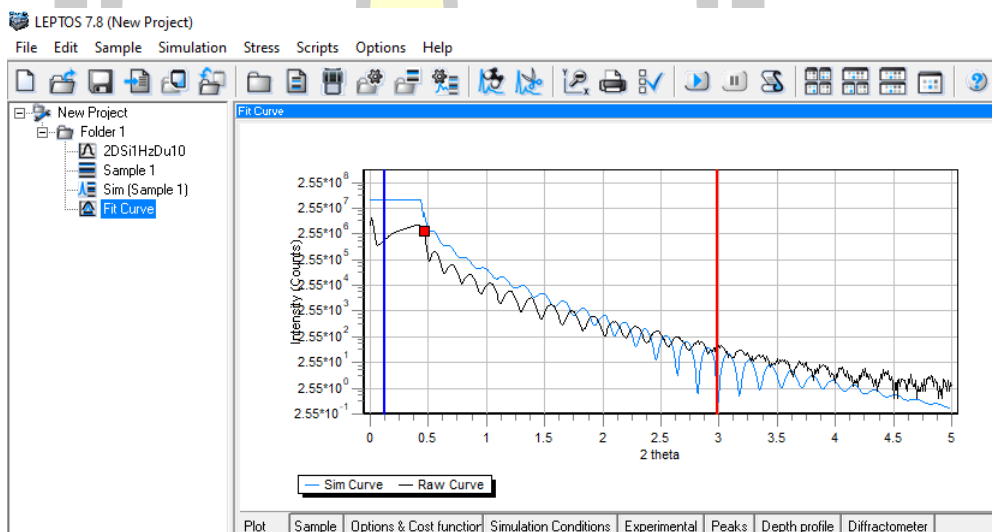 LEPTOS 7.8 (New Project)
File Edit Sample Simulation Stress Scripts Options Help
New Project
Folder 1
2DSi1HzDu10
Sample 1
Sim (Sample 1)
Fit Curve
Fit Curve
Intensity (Counts)
2.55*10^8
2.55*10^7
2.55*10^6
2.55*10^5
2.55*10^4
2.55*10^3
2.55*10^2
2.55*10^1
2.55*10^0
2.55*10^-1
0 0.5 1 1.5 2 2.5 3 3.5 4 4.5 5
2 theta
Sim Curve Raw Curve
Plot Sample Options & Cost function Simulation Conditions Experimental Peaks Depth profile Diffractometer